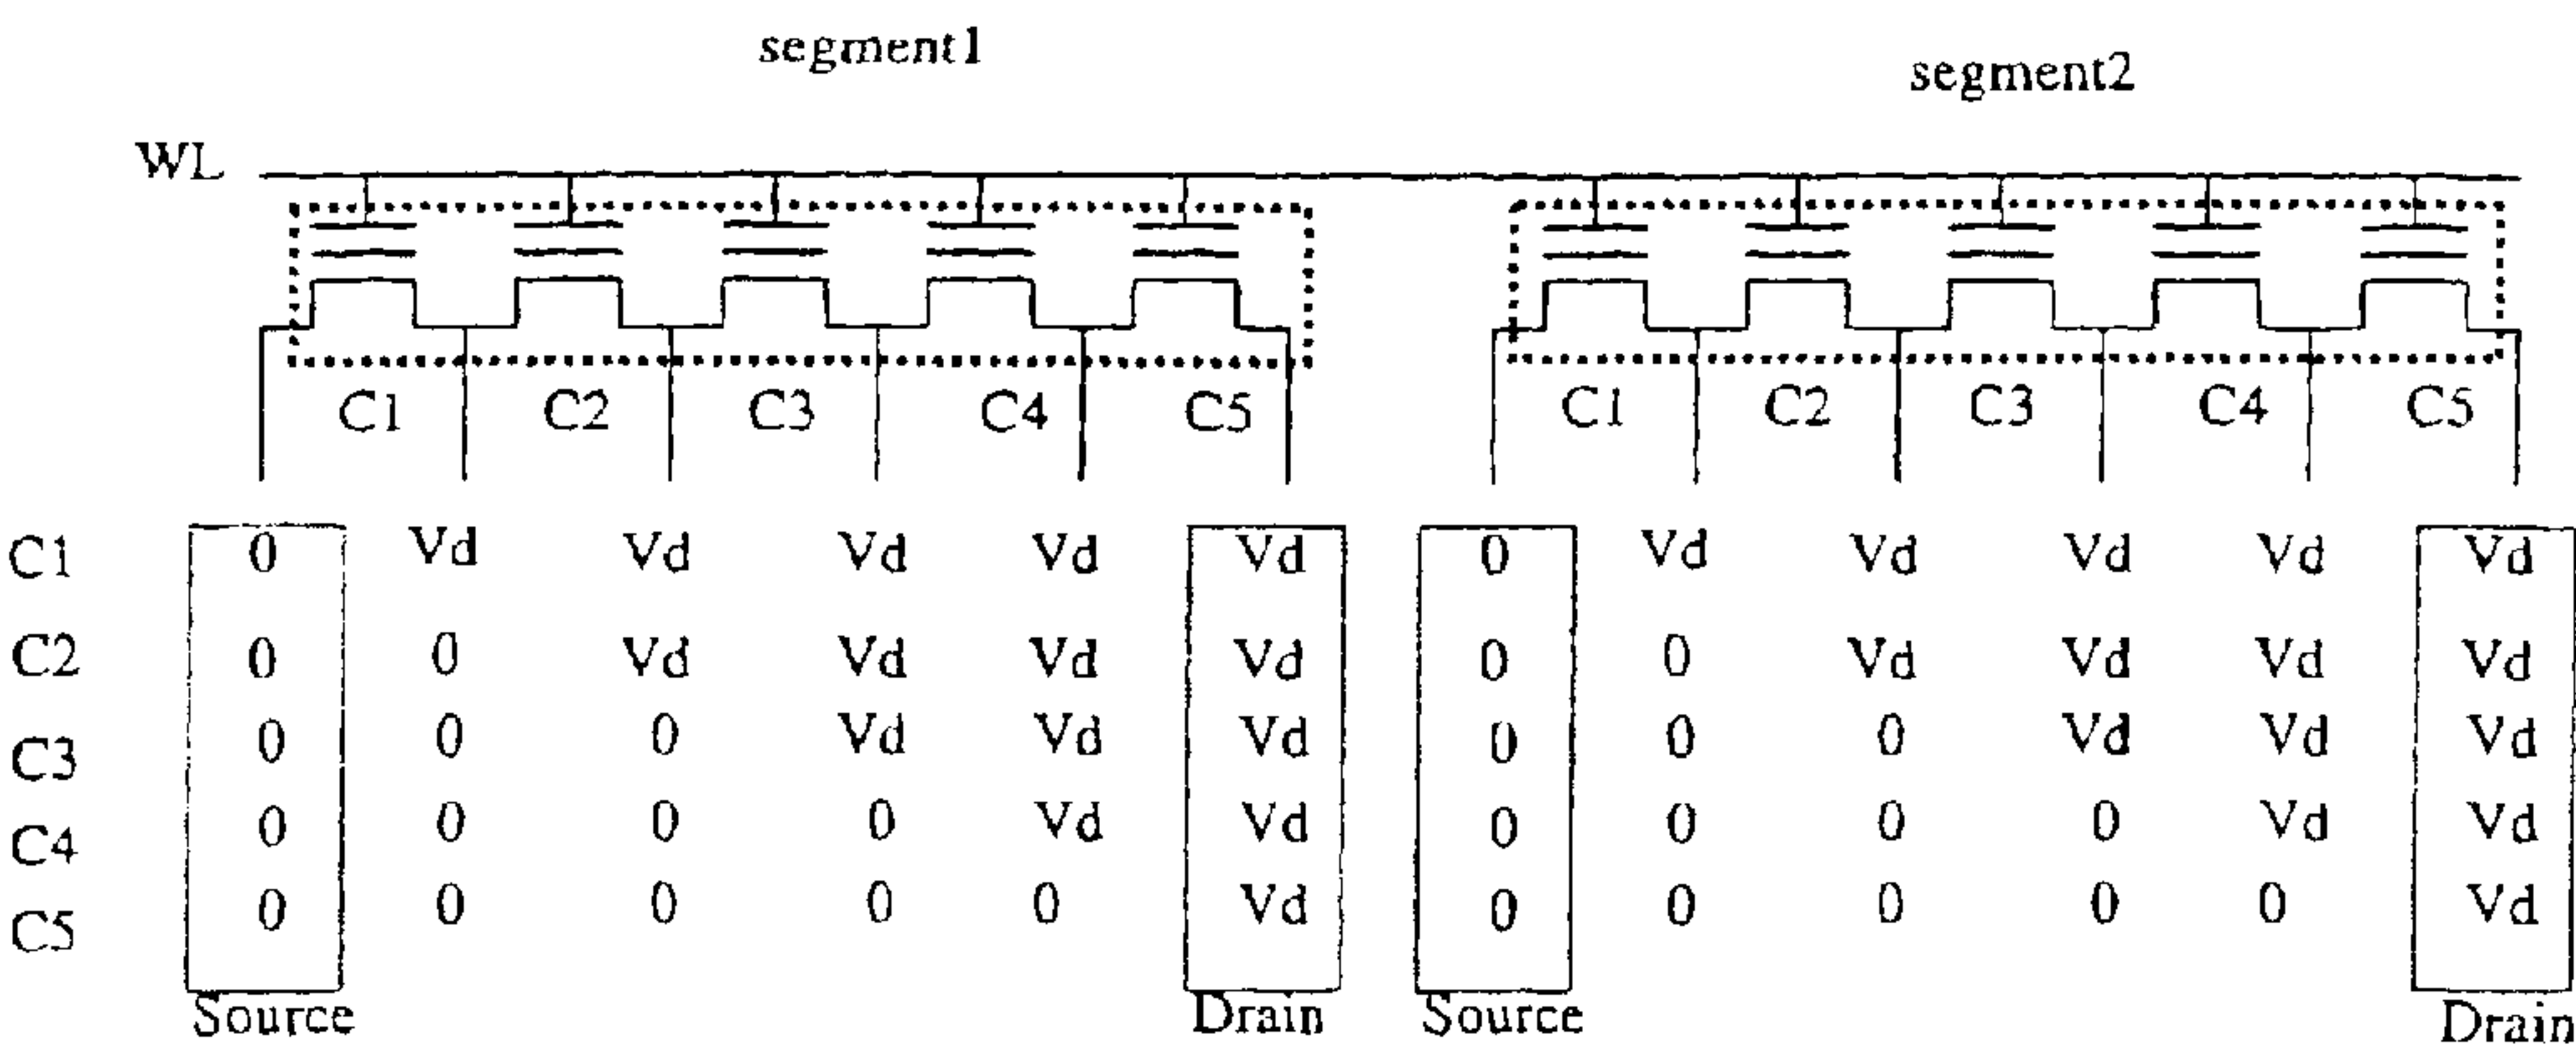 segment1
segment2
WL
C1 C2 C3 C4 C5 C1 C2 C3 C4 C5
C1 0 Vd Vd Vd Vd Vd 0 Vd Vd Vd Vd Vd
C2 0 0 Vd Vd Vd Vd 0 0 Vd Vd Vd Vd
C3 0 0 0 Vd Vd Vd 0 0 0 Vd Vd Vd
C4 0 0 0 0 Vd Vd 0 0 0 0 Vd Vd
C5 0 0 0 0 0 Vd 0 0 0 0 0 Vd
Source Drain Source Drain